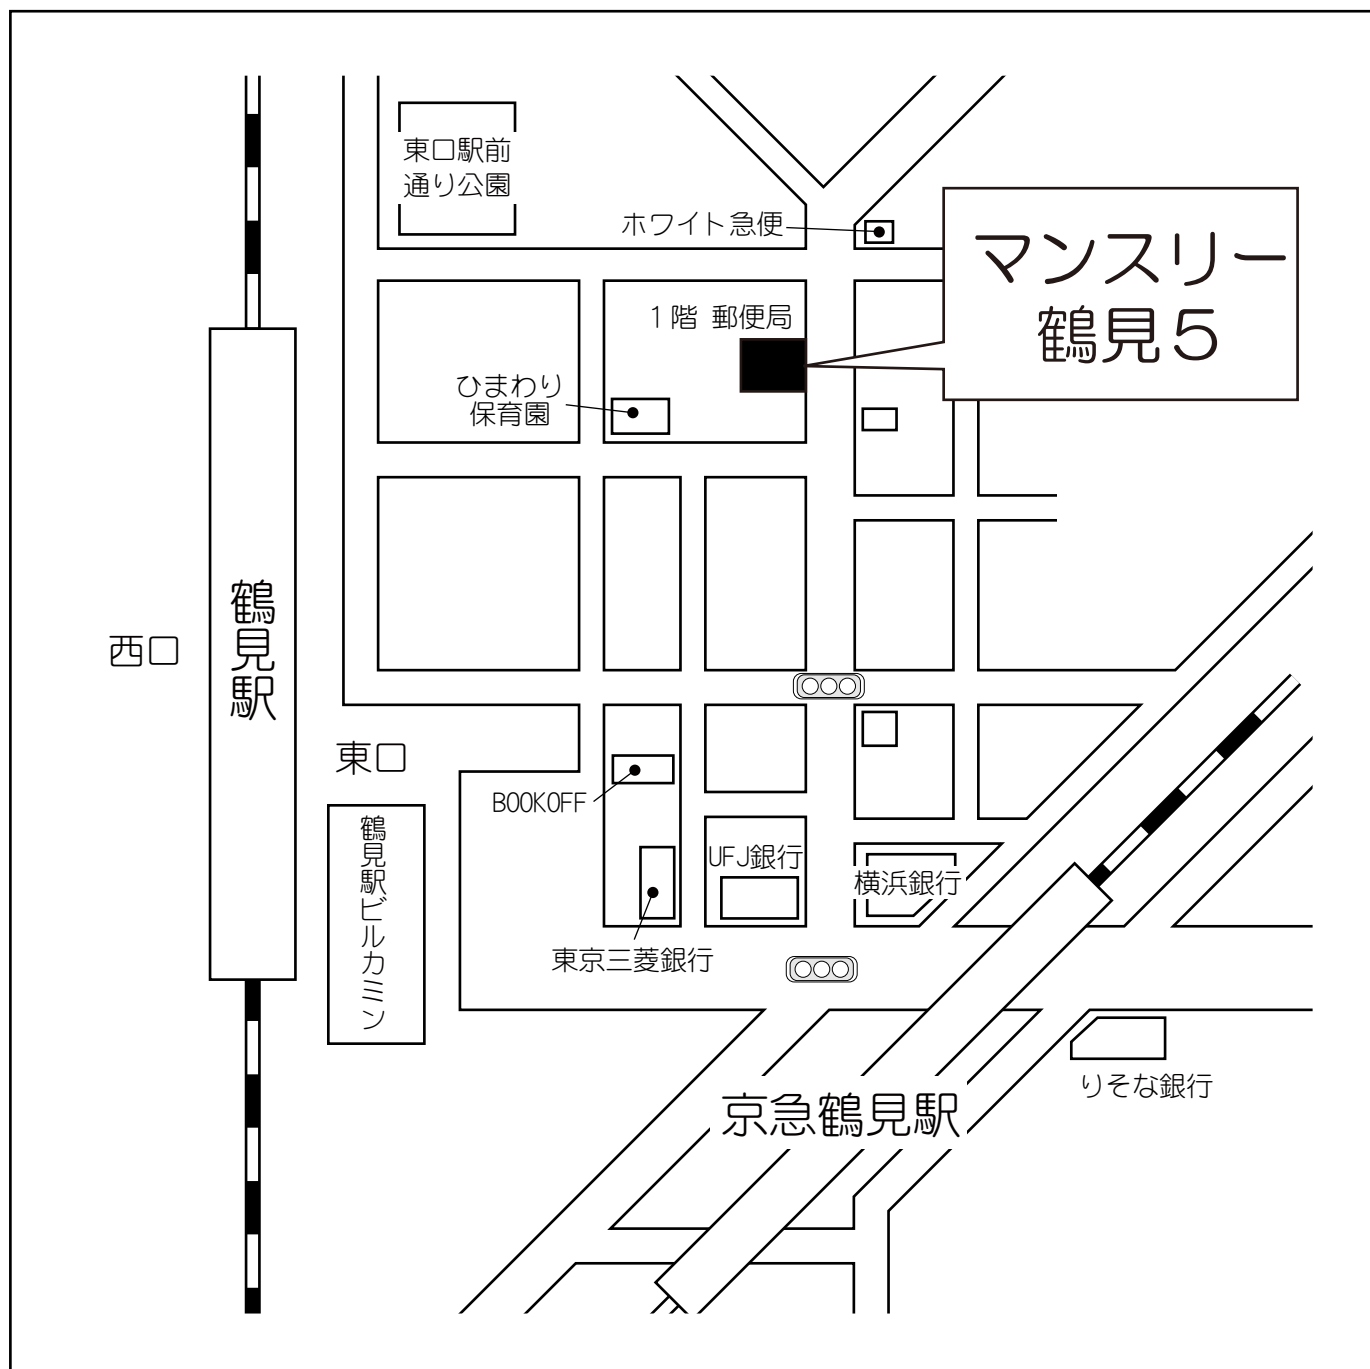 東口駅前
通り公園
ホワイト急便
マンスリー
鶴見5
1階 郵便局
ひまわり
保育園
鶴見駅
西口
東口
BOOKOFF
鶴見駅ビルカミン
UFJ銀行
横浜銀行
東京三菱銀行
りそな銀行
京急鶴見駅